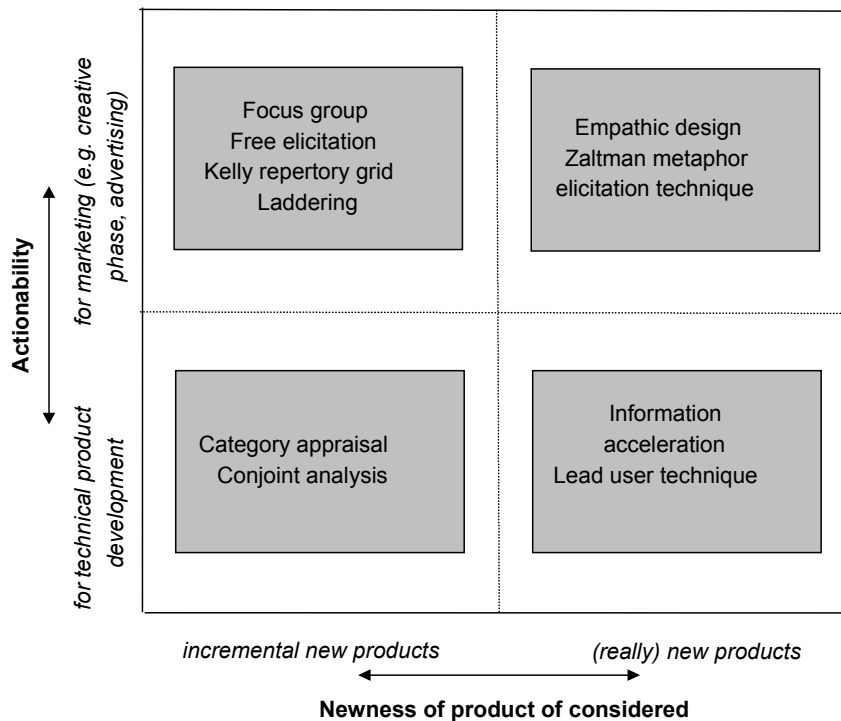 for marketing (e.g. creative
phase, advertising)
Focus group
Free elicitation
Kelly repertory grid
Laddering
Empathic design
Zaltman metaphor
elicitation technique
Actionability
for technical product
development
Category appraisal
Conjoint analysis
Information
acceleration
Lead user technique
incremental new products
(really) new products
Newness of product of considered